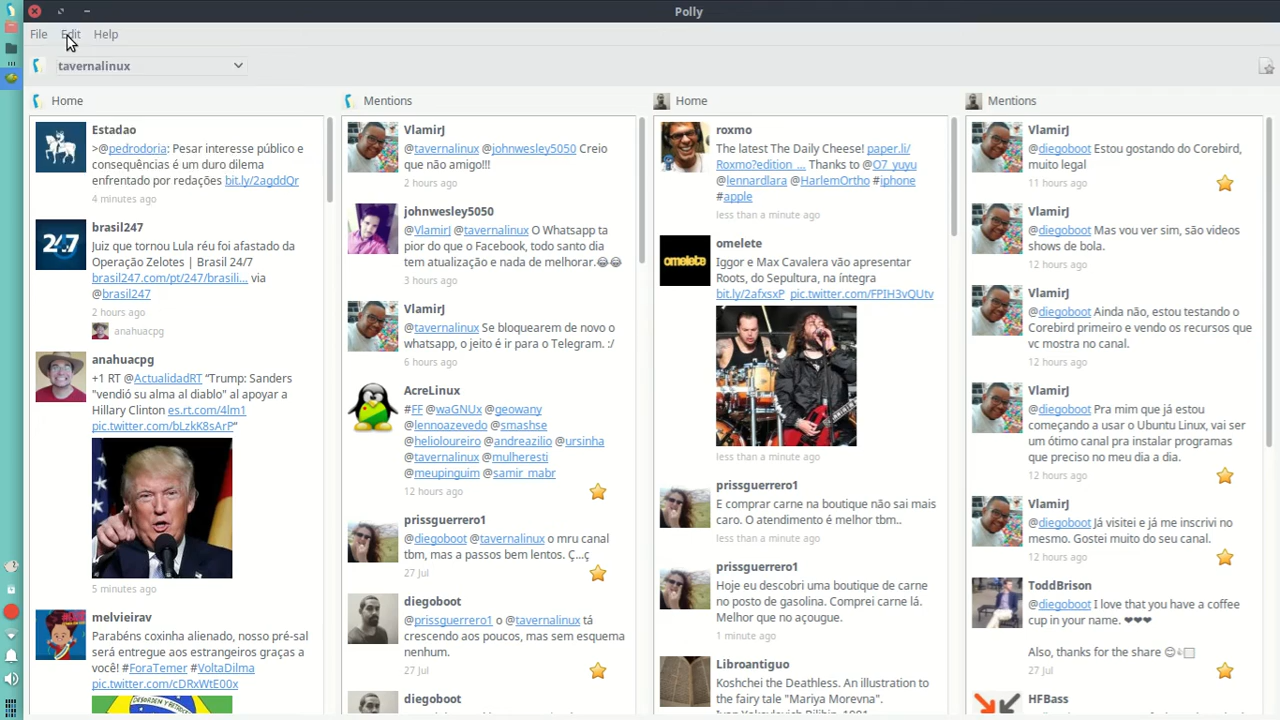 Polly
File Edit Help
tavernalinux
Home
Estadao
>@pedrodoria: Pesar interesse público e
consequências é um duro dilema
enfrentado por redações bit.ly/2agddQr
4 minutes ago
brasil247
Juiz que tornou Lula réu foi afastado da
Operação Zelotes | Brasil 24/7
brasil247.com/pt/247/brasili... via
@brasil247
2 hours ago
anahuacpg
anahuacpg
+1 RT @ActualidadRT “Trump: Sanders
"vendió su alma al diablo" al apoyar a
Hillary Clinton es.rt.com/4lm1
pic.twitter.com/bLzkK8sArP“
5 minutes ago
melvieirav
Parabéns coxinha alienado, nosso pré-sal
será entregue aos estrangeiros graças a
você! #ForaTemer #VoltaDilma
pic.twitter.com/cDRxWtE00x
Mentions
VlamirJ
@tavernalinux @johnwesley5050 Creio
que não amigo!!!
2 hours ago
johnwesley5050
@VlamirJ @tavernalinux O Whatsapp ta
pior do que o Facebook, todo santo dia
tem atualização e nada de melhorar.😂😂
3 hours ago
VlamirJ
@tavernalinux Se bloquearem de novo o
whatsapp, o jeito é ir para o Telegram. :/
6 hours ago
AcreLinux
#FF @waGNUx @geowany
@lennoazevedo @smashse
@helioloureiro @andreazilio @ursinha
@tavernalinux @mulheresti
@meupinguim @samir_mabr
12 hours ago
prissguerrero1
@diegoboot @tavernalinux o mru canal
tbm, mas a passos bem lentos. Ç...ç
27 Jul
diegoboot
@prissguerrero1 o @tavernalinux tá
crescendo aos poucos, mas sem esquema
nenhum.
27 Jul
diegoboot
Home
roxmo
The latest The Daily Cheese! paper.li/
Roxmo?edition_... Thanks to @O7_yuyu
@lennardlara @HarlemOrtho #iphone
#apple
less than a minute ago
omelete
omelete
Iggor e Max Cavalera vão apresentar
Roots, do Sepultura, na íntegra
bit.ly/2afxsxP pic.twitter.com/FPIH3vQUtv
less than a minute ago
prissguerrero1
E comprar carne na boutique não sai mais
caro. O atendimento é melhor tbm..
less than a minute ago
prissguerrero1
Hoje eu descobri uma boutique de carne
no posto de gasolina. Comprei carne lá.
Melhor que no açougue.
1 minute ago
Libroantiguo
Koshchei the Deathless. An illustration to
the fairy tale "Mariya Morevna".
Ivan Yakovlevich Bilibin, 1901
Mentions
VlamirJ
@diegoboot Estou gostando do Corebird,
muito legal
11 hours ago
VlamirJ
@diegoboot Mas vou ver sim, são videos
shows de bola.
12 hours ago
VlamirJ
@diegoboot Ainda não, estou testando o
Corebird primeiro e vendo os recursos que
vc mostra no canal.
12 hours ago
VlamirJ
@diegoboot Pra mim que já estou
começando a usar o Ubuntu Linux, vai ser
um ótimo canal pra instalar programas
que preciso no meu dia a dia.
12 hours ago
VlamirJ
@diegoboot Já visitei e já me inscrivi no
mesmo. Gostei muito do seu canal.
12 hours ago
ToddBrison
@diegoboot I love that you have a coffee
cup in your name. ❤❤❤
Also, thanks for the share 😊
27 Jul
HFBass